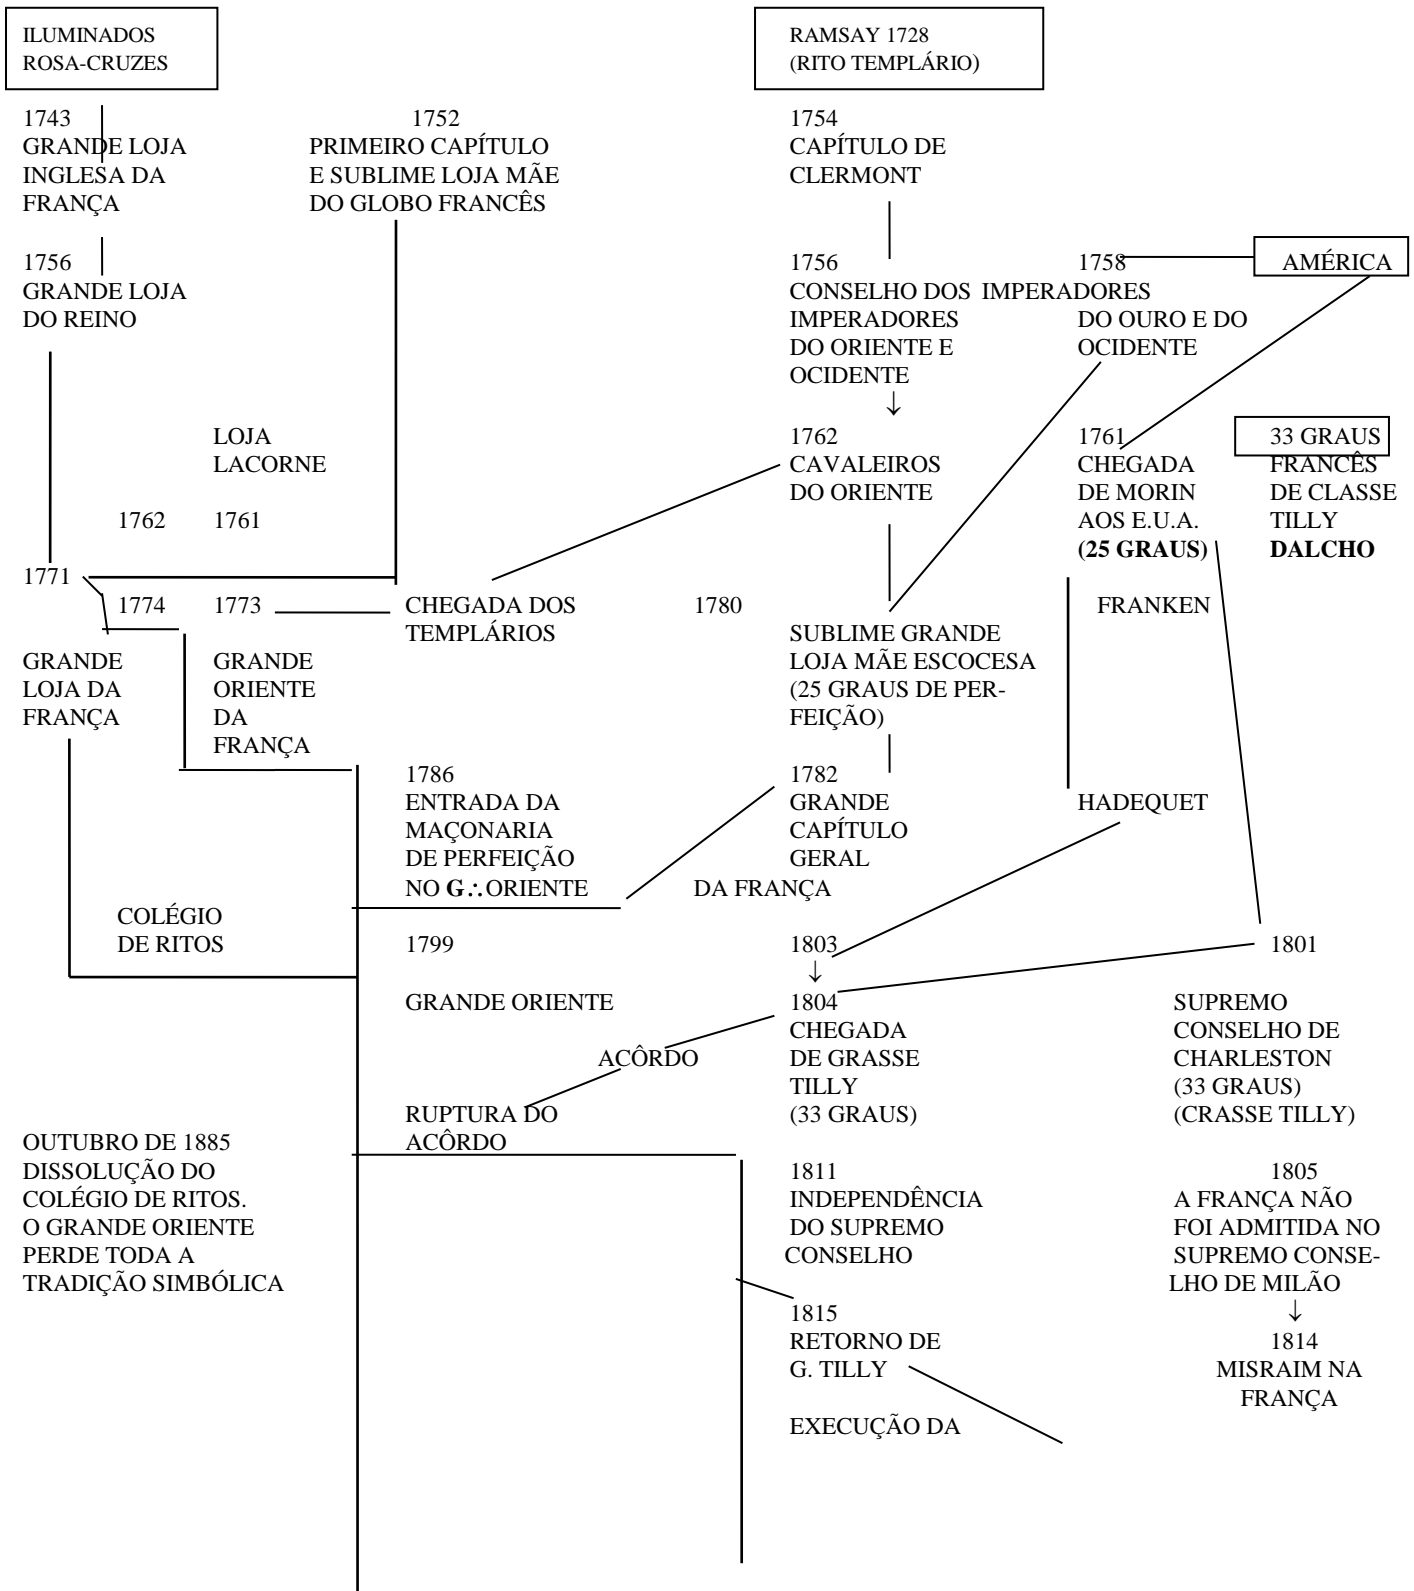 ILUMINADOS
ROSA-CRUZES
RAMSAY 1728
(RITO TEMPLÁRIO)
1743
GRANDE LOJA
INGLESA DA
FRANÇA
1752
PRIMEIRO CAPÍTULO
E SUBLIME LOJA MÃE
DO GLOBO FRANCÊS
1754
CAPÍTULO DE
CLERMONT
1756
GRANDE LOJA
DO REINO
1756
CONSELHO DOS
IMPERADORES
DO ORIENTE E
OCIDENTE
↓
1758
IMPERADORES
DO OURO E DO
OCIDENTE
AMÉRICA
LOJA
LACORNE
1762 1761
1762
CAVALEIROS
DO ORIENTE
1761
CHEGADA
DE MORIN
AOS E.U.A.
(25 GRAUS)
33 GRAUS
FRANCÊS
DE CLASSE
TILLY
DALCHO
1771
1774 1773
CHEGADA DOS
TEMPLÁRIOS
1780
SUBLIME GRANDE
LOJA MÃE ESCOCESA
(25 GRAUS DE PER-
FEIÇÃO)
FRANKEN
GRANDE
LOJA DA
FRANÇA
GRANDE
ORIENTE
DA
FRANÇA
1786
ENTRADA DA
MAÇONARIA
DE PERFEIÇÃO
NO G∴ORIENTE
1782
GRANDE
CAPÍTULO
GERAL
DA FRANÇA
HADEQUET
COLÉGIO
DE RITOS
1799
GRANDE ORIENTE
1803
↓
1804
CHEGADA
DE GRASSE
TILLY
(33 GRAUS)
1801
SUPREMO
CONSELHO DE
CHARLESTON
(33 GRAUS)
(CRASSE TILLY)
ACÔRDO
RUPTURA DO
ACÔRDO
OUTUBRO DE 1885
DISSOLUÇÃO DO
COLÉGIO DE RITOS.
O GRANDE ORIENTE
PERDE TODA A
TRADIÇÃO SIMBÓLICA
1811
INDEPENDÊNCIA
DO SUPREMO
CONSELHO
1805
A FRANÇA NÃO
FOI ADMITIDA NO
SUPREMO CONSE-
LHO DE MILÃO
↓
1815
RETORNO DE
G. TILLY
1814
MISRAIM NA
FRANÇA
EXECUÇÃO DA